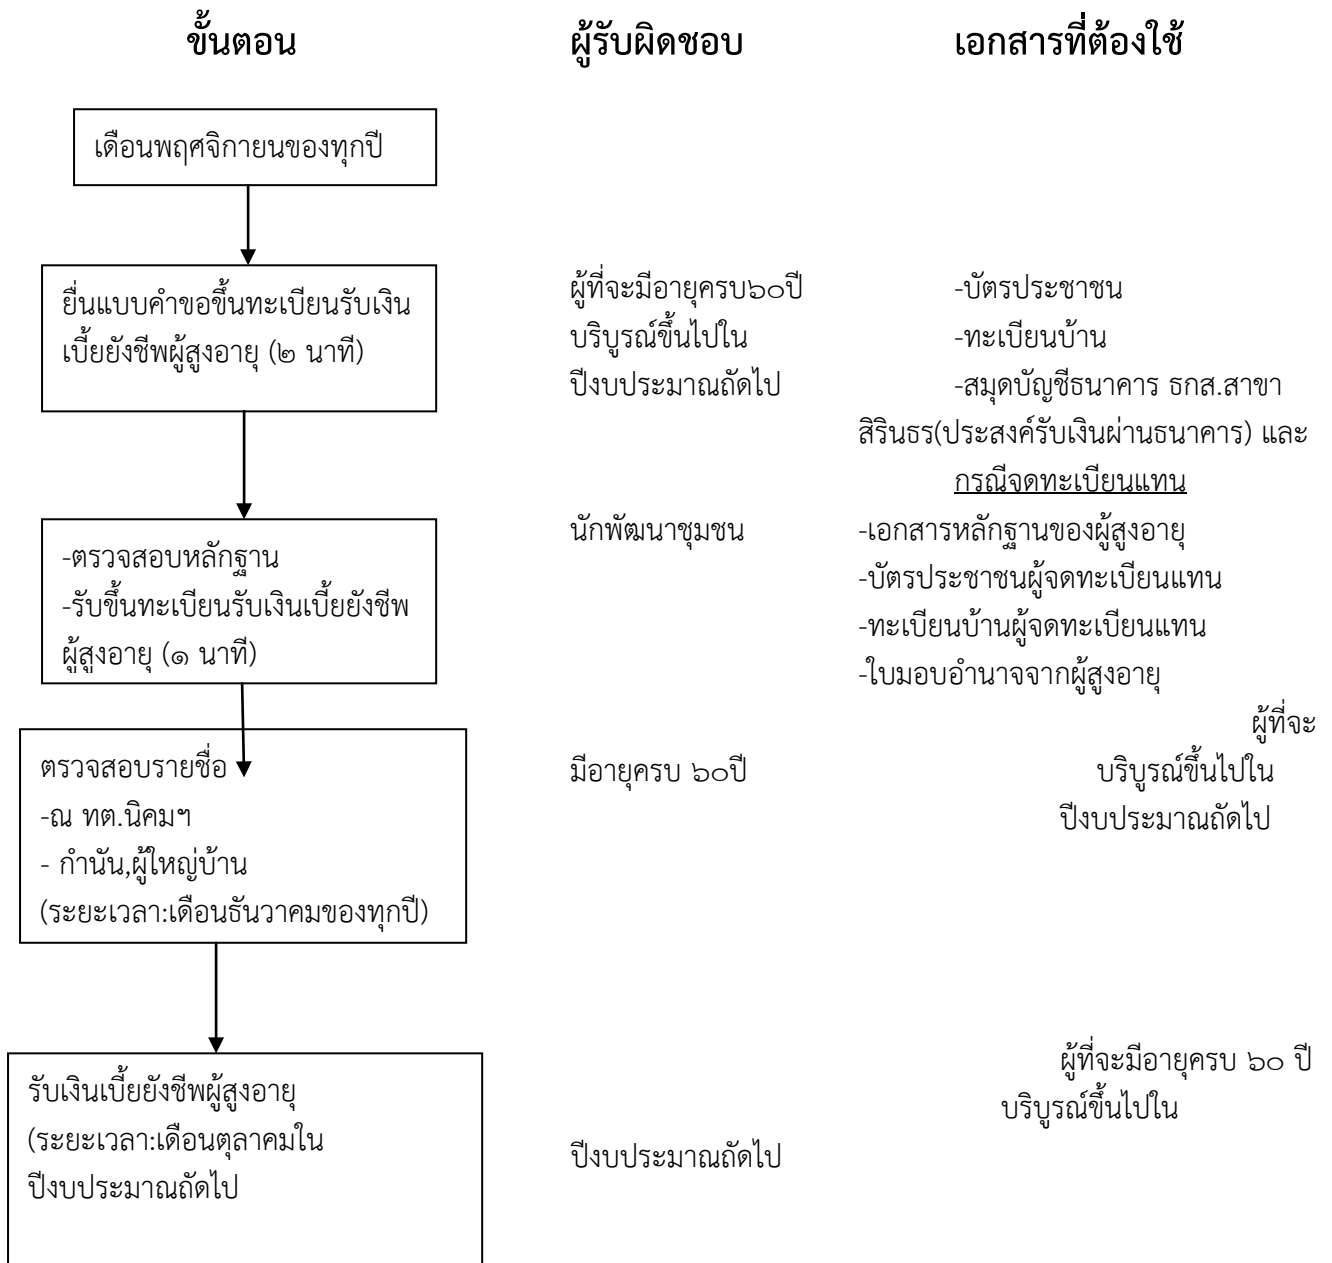 ขั้นตอน ผู้รับผิดชอบ เอกสารที่ต้องใช้
เดือนพฤศจิกายนของทุกปี
ยื่นแบบคำขอขึ้นทะเบียนรับเงิน
เบี้ยยังชีพผู้สูงอายุ (๒ นาที)
ผู้ที่จะมีอายุครบ๖๐ปี
บริบูรณ์ขึ้นไปใน
ปีงบประมาณถัดไป
-บัตรประชาชน
-ทะเบียนบ้าน
-สมุดบัญชีธนาคาร ธกส.สาขา
สิรินธร(ประสงค์รับเงินผ่านธนาคาร) และ
กรณีจดทะเบียนแทน
-ตรวจสอบหลักฐาน
-รับขึ้นทะเบียนรับเงินเบี้ยยังชีพ
ผู้สูงอายุ (๑ นาที)
นักพัฒนาชุมชน
-เอกสารหลักฐานของผู้สูงอายุ
-บัตรประชาชนผู้จดทะเบียนแทน
-ทะเบียนบ้านผู้จดทะเบียนแทน
-ใบมอบอำนาจจากผู้สูงอายุ
ผู้ที่จะ
ตรวจสอบรายชื่อ
-ณ ทต.นิคมฯ
- กำนัน,ผู้ใหญ่บ้าน
(ระยะเวลา:เดือนธันวาคมของทุกปี)
มีอายุครบ ๖๐ปี
บริบูรณ์ขึ้นไปใน
ปีงบประมาณถัดไป
รับเงินเบี้ยยังชีพผู้สูงอายุ
(ระยะเวลา:เดือนตุลาคมใน
ปีงบประมาณถัดไป
ผู้ที่จะมีอายุครบ ๖๐ ปี
บริบูรณ์ขึ้นไปใน
ปีงบประมาณถัดไป